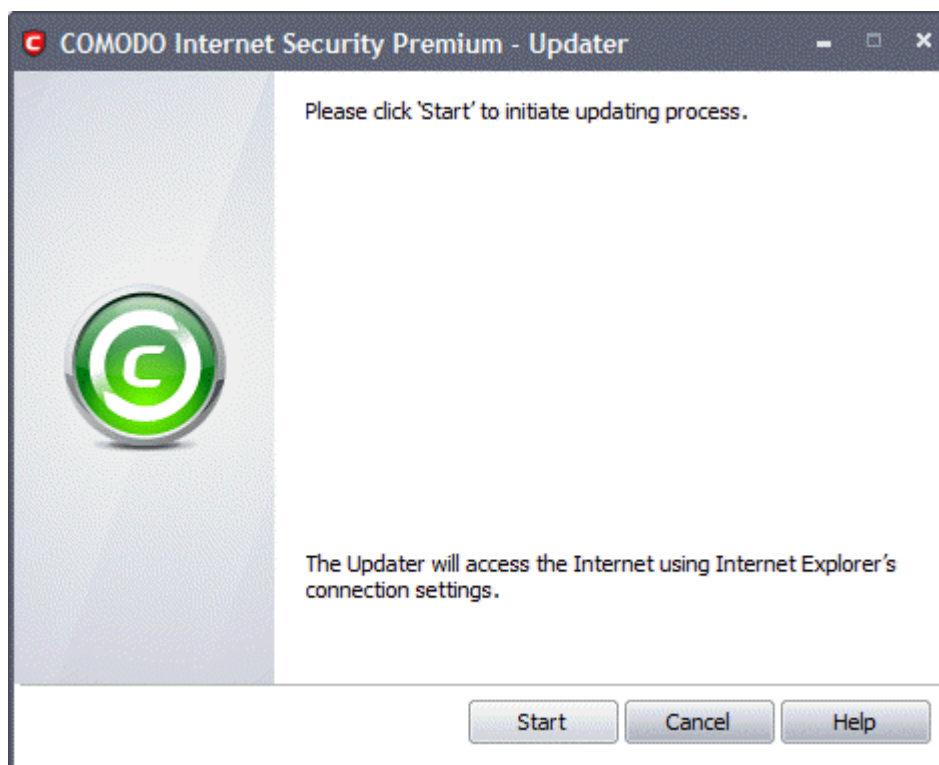 COMODO Internet Security Premium - Updater
Please click ‘Start’ to initiate updating process.
The Updater will access the Internet using Internet Explorer’s
connection settings.
Start Cancel Help